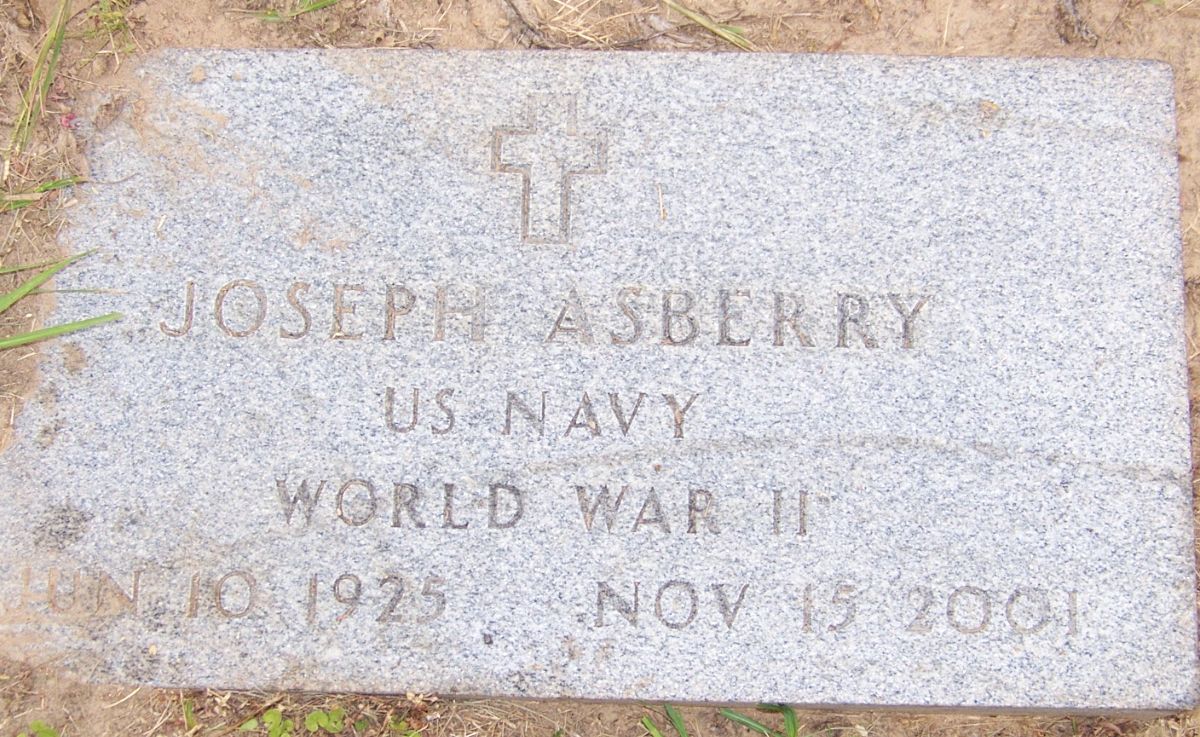 JOSEPH ASBERRY
US NAVY
WORLD WAR II
JUN 10 1925 NOV 15 2001